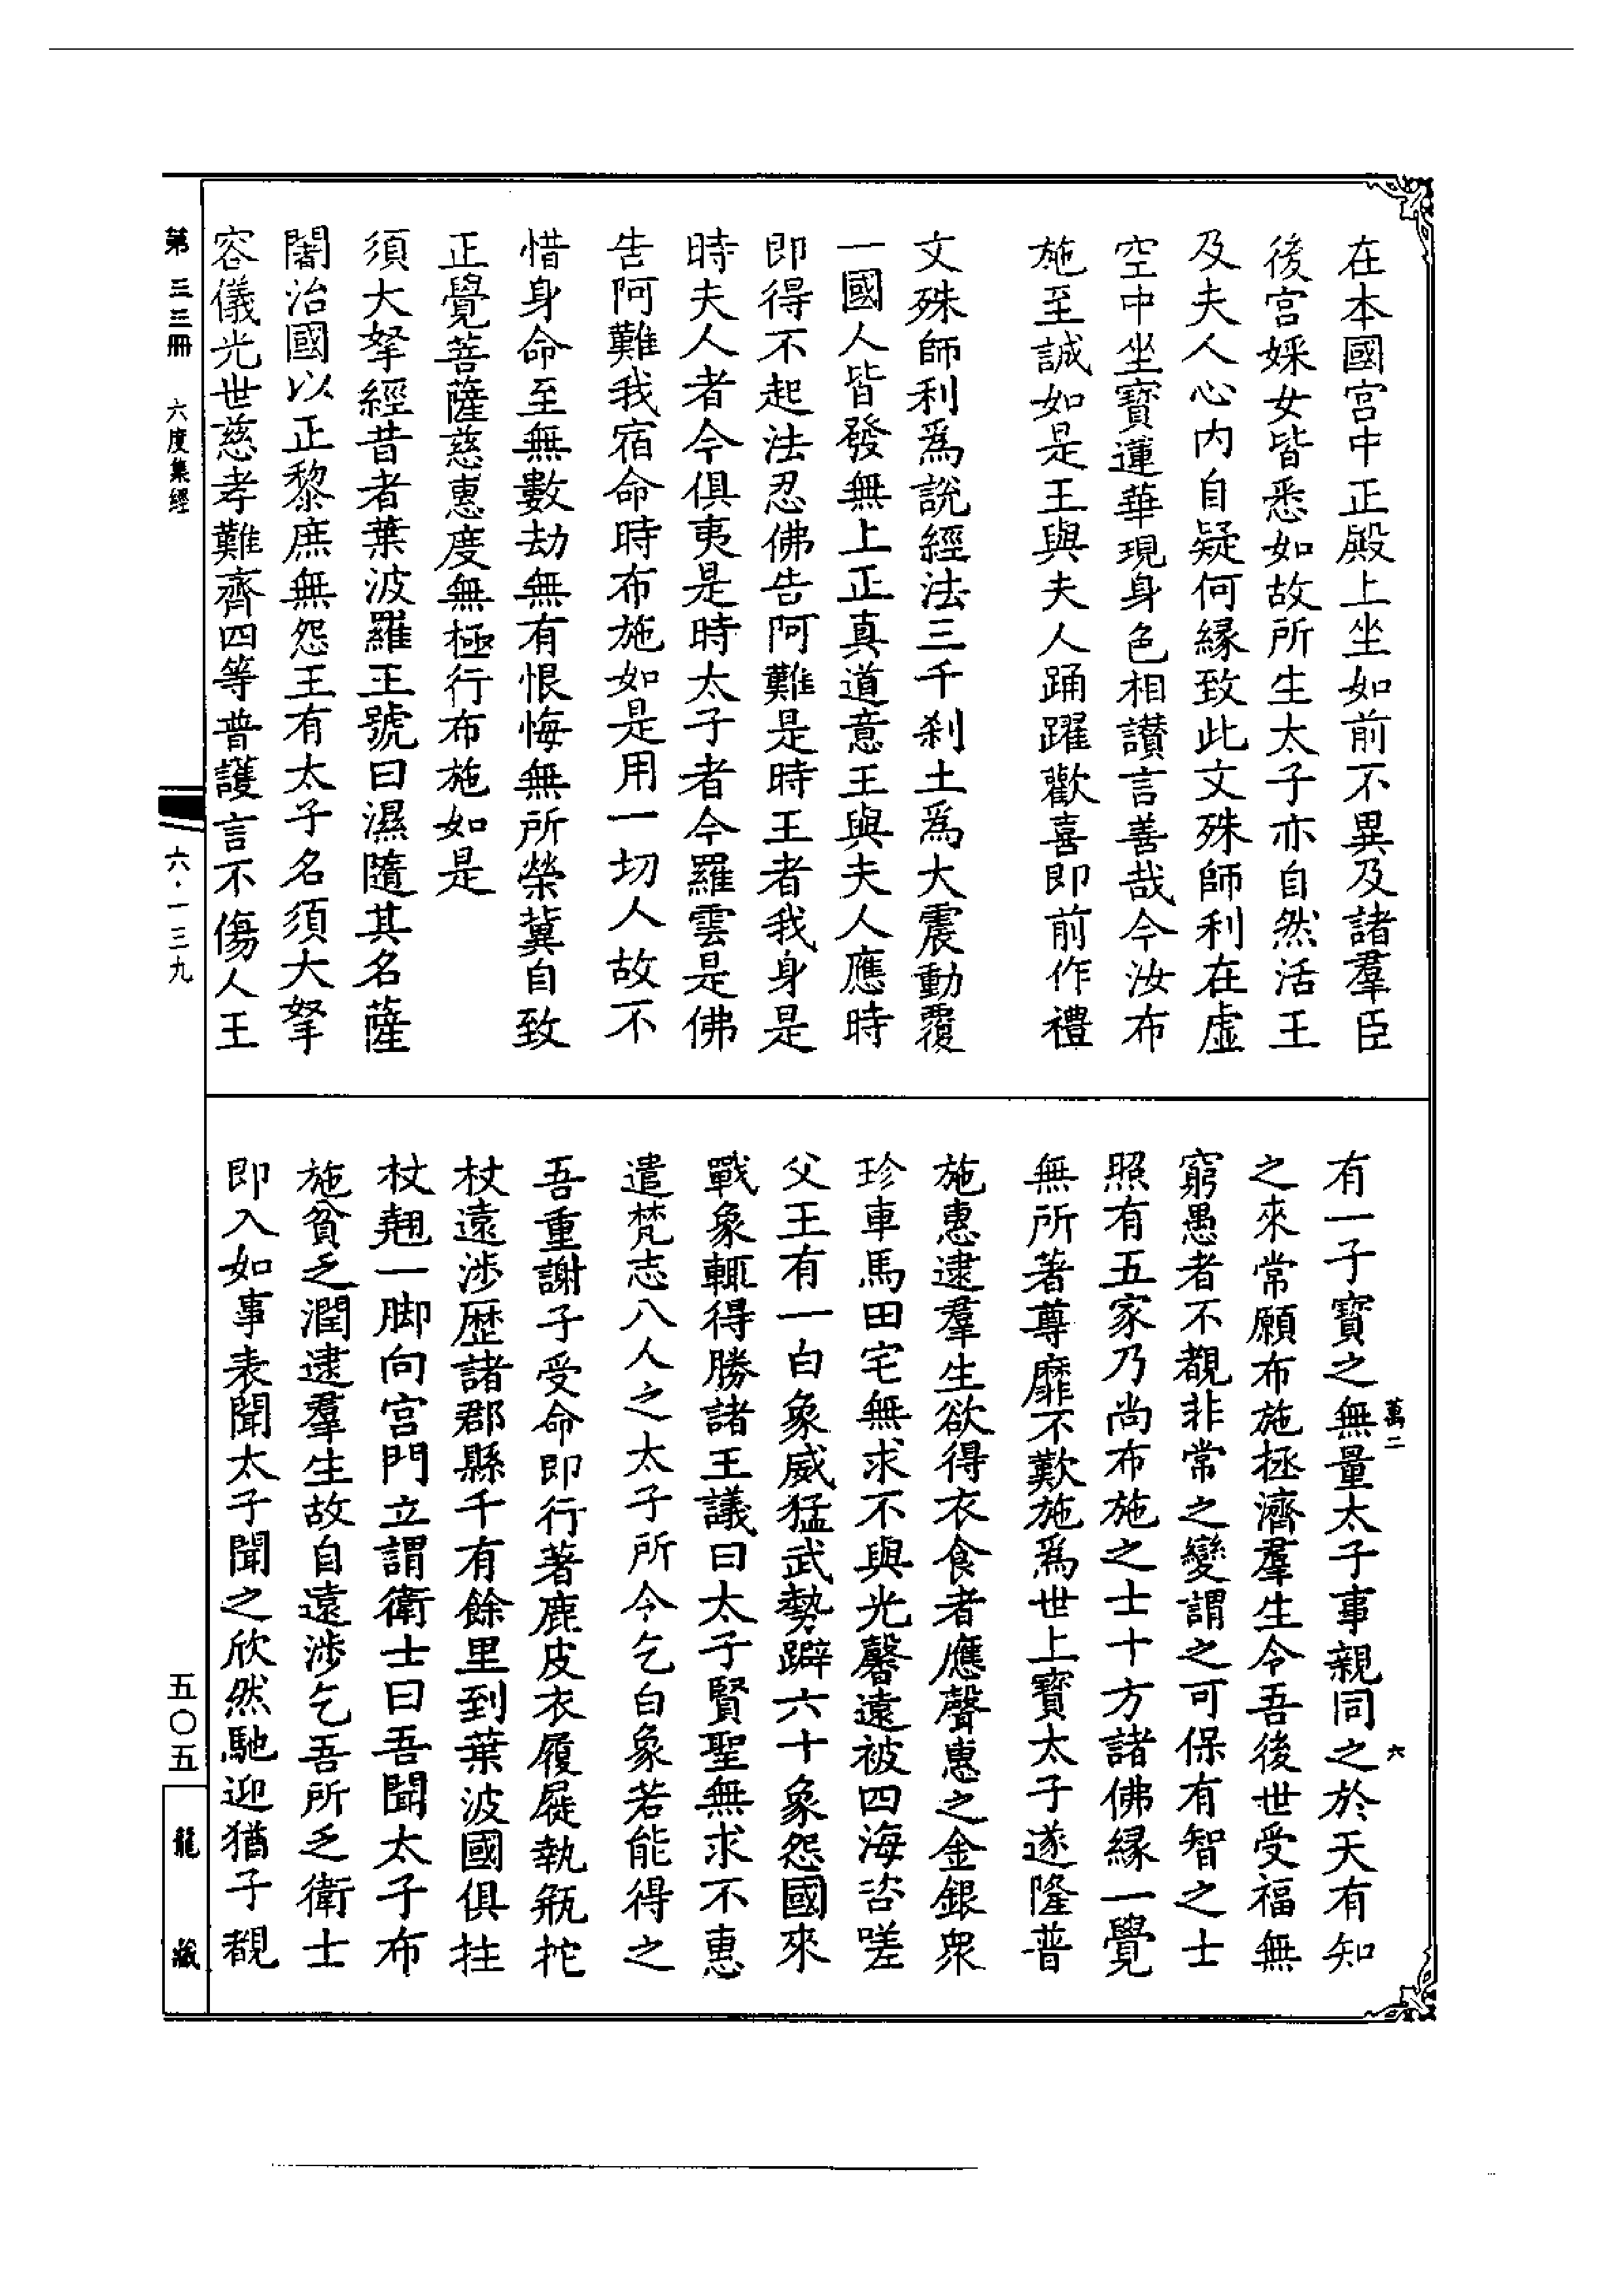 在本國宫中正殿上坐如前不異及諸羣臣
後宫婇女皆悉如故所生太子亦自然活王
及夫人心内自疑何縁致此文殊師利在虚
空中坐寳蓮華現身色相讃言善哉今汝布
施至誠如是王與夫人踊躍歡喜即前作禮
文殊師利爲説經法三千刹土爲大震動覆
一國人皆發無上正真道意王與夫人應時
即得不起法忍佛告阿難是時王者我身是
時夫人者今俱夷是時太子者今羅雲是佛
告阿難我宿命時布施如是用一切人故不
惜身命至無數劫無有恨悔無所榮冀自致
正覺菩薩慈惠度無極行布施如是
須大拏經昔者葉波羅王號曰濕隨其名薩
闍治國以正黎庶無怨王有太子名須大拏
容儀光世慈孝難齊四等普護言不傷人王
有一子寳之無量太子事親同之於天有知
之來常願布施拯濟羣生令吾後世受福無
窮愚者不覩非常之變謂之可保有智之士
照有五家乃尚布施之士十方諸佛縁一覺
無所著尊靡不歎施爲世上寳太子遂隆普
施惠逮羣生欲得衣食者應聲惠之金銀衆
珍車馬田宅無求不與光馨遠被四海咨嗟
父王有一白象威猛武勢躃六十象怨國來
戰象輒得勝諸王議曰太子賢聖無求不惠
遣梵志八人之太子所令乞白象若能得之
吾重謝子受命即行著鹿皮衣履屣執瓶拕
杖遠涉歴諸郡縣千有餘里到葉波國俱拄
杖翹一脚向宫門立謂衛士曰吾聞太子布
施貧乏潤逮羣生故自遠涉乞吾所乏衛士
即入如事表聞太子聞之欣然馳迎猶子覩
萬二
六
第三三册 六度集經
六·一三九
五〇五
龍藏